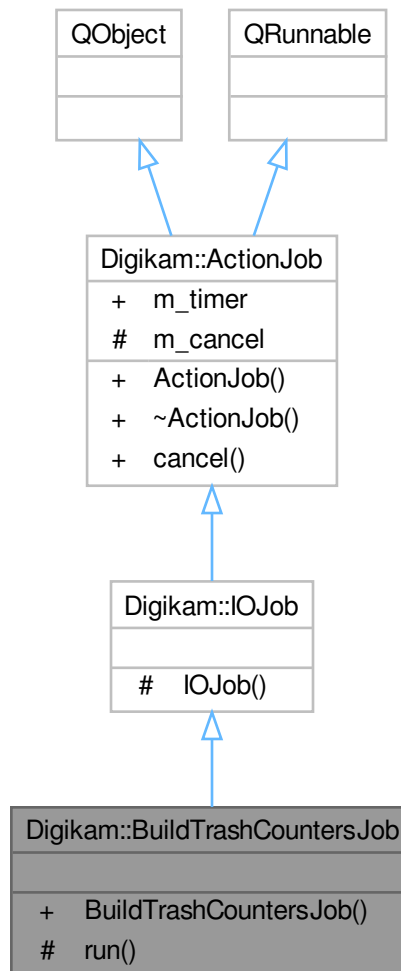 QObject
QRunnable
Digikam::ActionJob
+ m_timer
# m_cancel
+ ActionJob()
+ ~ActionJob()
+ cancel()
Digikam::IOJob
# IOJob()
Digikam::BuildTrashCountersJob
+ BuildTrashCountersJob()
# run()